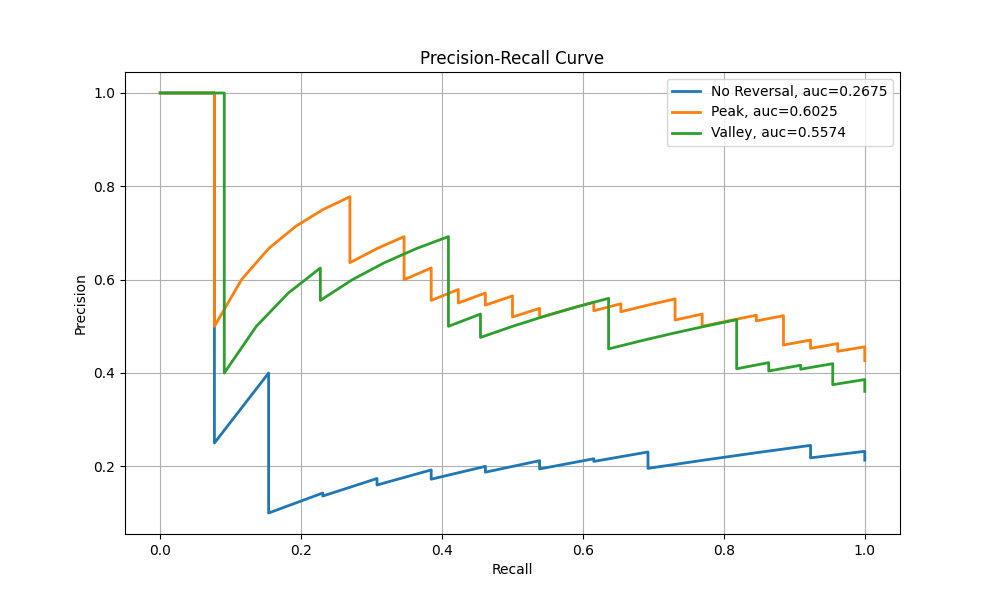 Precision-Recall Curve
No Reversal, auc=0.2675
Peak, auc=0.6025
Valley, auc=0.5574
1.0
0.8
0.6
0.4
0.2
Precision
0.0 0.2 0.4 0.6 0.8 1.0
Recall